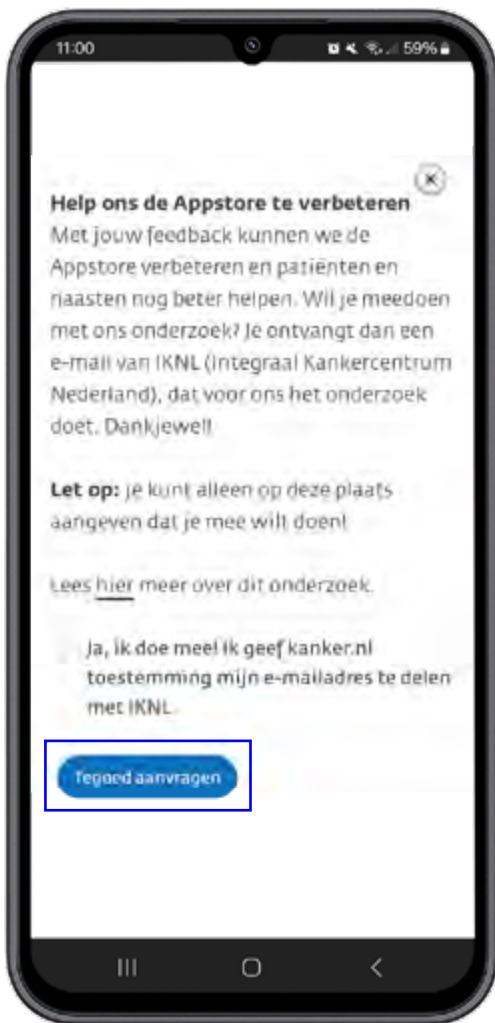 11:00
59%
Help ons de Appstore te verbeteren
Met jouw feedback kunnen we de
Appstore verbeteren en patiënten en
naasten nog beter helpen. Wil je meedoen
met ons onderzoek? Je ontvangt dan een
e-mail van IKNL (Integraal Kankercentrum
Nederland), dat voor ons het onderzoek
doet. Dankjewel!
Let op: je kunt alleen op deze plaats
aangeven dat je mee wilt doen!
Lees hier meer over dit onderzoek.
Ja, ik doe mee! Ik geef kanker.nl
toestemming mijn e-mailadres te delen
met IKNL
Tegoed aanvragen